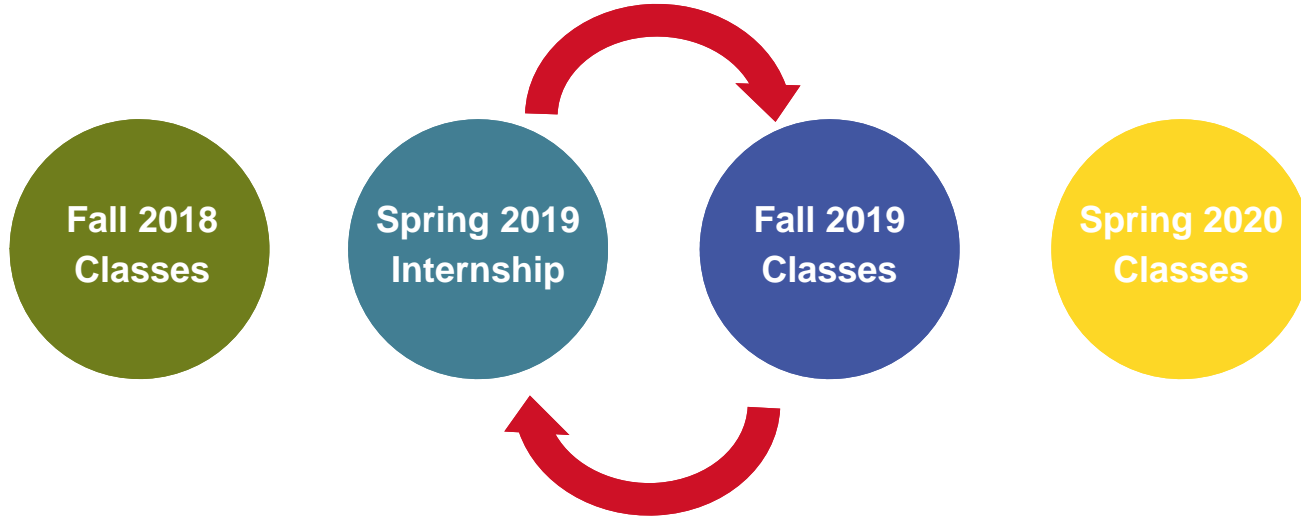 Fall 2018
Classes
Spring 2019
Internship
Fall 2019
Classes
Spring 2020
Classes